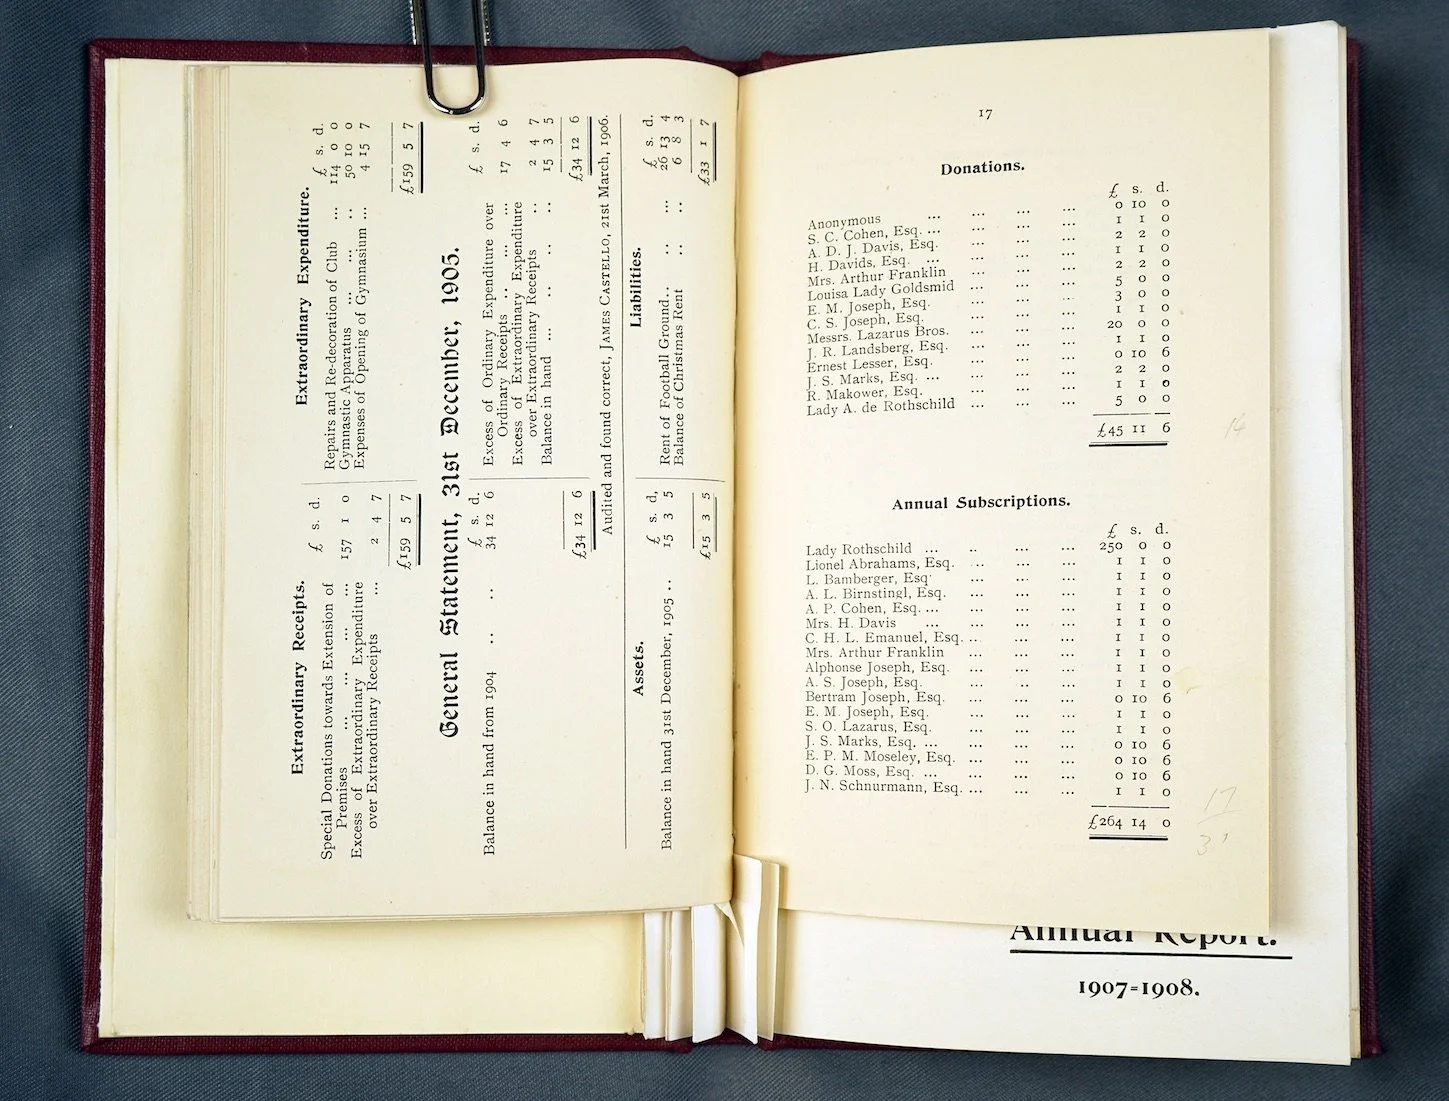 Extraordinary Receipts.
£ s. d.
Special Donations towards Extension of
Premises ... ... ... ... 157 1 0
Excess of Extraordinary Expenditure
over Extraordinary Receipts ... 2 4 7
£159 5 7
Extraordinary Expenditure.
£ s. d.
Repairs and Re-decoration of Club ... 114 0 0
Gymnastic Apparatus ... ... .. 50 10 0
Expenses of Opening of Gymnasium ... 4 15 7
£159 5 7
General Statement, 31st December, 1905.
£ s. d.
Balance in hand from 1904 .. .. 34 12 6
£34 12 6
£ s. d.
Excess of Ordinary Expenditure over
Ordinary Receipts .. ... ... 17 4 6
Excess of Extraordinary Expenditure
over Extraordinary Receipts .. 2 4 7
Balance in hand ... .. .. .. 15 3 5
£34 12 6
Audited and found correct, JAMES CASTELLO, 21st March, 1906.
Assets.
£ s. d.
Balance in hand 31st December, 1905 .. 15 3 5
£15 3 5
Liabilities.
£ s. d.
Rent of Football Ground.. .. ... 26 13 4
Balance of Christmas Rent .. .. 6 8 3
£33 1 7
17
Donations.
£ s. d.
Anonymous ... ... ... ... 0 10 0
S. C. Cohen, Esq. ... ... ... ... 1 1 0
A. D. J. Davis, Esq. ... ... ... 2 2 0
H. Davids, Esq. ... ... ... ... 1 1 0
Mrs. Arthur Franklin ... ... ... 2 2 0
Louisa Lady Goldsmid ... ... ... 5 0 0
E. M. Joseph, Esq. ... ... ... 3 0 0
C. S. Joseph, Esq. ... ... ... 1 1 0
Messrs. Lazarus Bros. ... ... ... 20 0 0
J. R. Landsberg, Esq. ... ... ... 1 1 0
Ernest Lesser, Esq. ... ... ... 0 10 6
J. S. Marks, Esq. ... ... ... ... 2 2 0
R. Makower, Esq. ... ... ... 1 1 0
Lady A. de Rothschild ... ... ... 5 0 0
£45 11 6
14
Annual Subscriptions.
£ s. d.
Lady Rothschild ... .. ... ... 250 0 0
Lionel Abrahams, Esq. ... ... ... 1 1 0
L. Bamberger, Esq. ... ... ... 1 1 0
A. L. Birnstingl, Esq. ... ... ... 1 1 0
A. P. Cohen, Esq. ... ... ... ... 1 1 0
Mrs. H. Davis ... ... ... ... 1 1 0
C. H. L. Emanuel, Esq. ... ... ... 1 1 0
Mrs. Arthur Franklin ... ... ... 1 1 0
Alphonse Joseph, Esq. ... ... ... 1 1 0
A. S. Joseph, Esq. ... ... ... 1 1 0
Bertram Joseph, Esq. ... ... ... 0 10 6
E. M. Joseph, Esq. ... ... ... 1 1 0
S. O. Lazarus, Esq. ... ... ... 1 1 0
J. S. Marks, Esq. ... ... ... ... 0 10 6
E. P. M. Moseley, Esq. ... ... ... 0 10 6
D. G. Moss, Esq. ... ... ... ... 0 10 6
J. N. Schnurmann, Esq. ... ... ... 1 1 0
£264 14 0
17
Annual Report.
1907=1908.